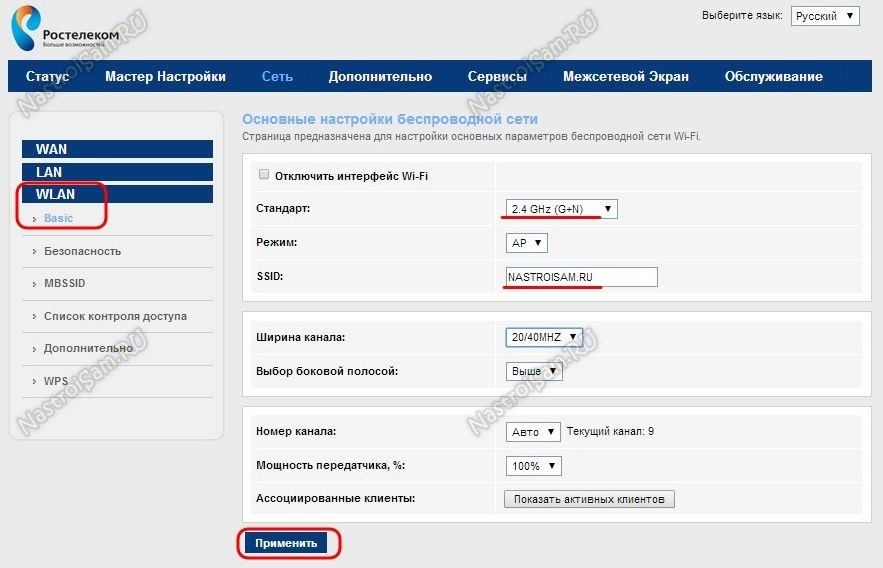 Ростелеком
Больше возможностей
Выберите язык: Русский
Статус Мастер Настройки Сеть Дополнительно Сервисы Межсетевой Экран Обслуживание
WAN
LAN
WLAN
Basic
Безопасность
MBSSID
Список контроля доступа
Дополнительно
WPS
Основные настройки беспроводной сети
Страница предназначена для настройки основных параметров беспроводной сети Wi-Fi.
Отключить интерфейс Wi-Fi
Стандарт: 2.4 GHz (G+N)
Режим: AP
SSID: NASTROISAM.RU
Ширина канала: 20/40MHZ
Выбор боковой полосой: Выше
Номер канала: Авто Текущий канал: 9
Мощность передатчика, %: 100%
Ассоциированные клиенты: Показать активных клиентов
Применить
NastroiSam.RU
NastroiSam.RU
NastroiSam.RU
NastroiSam.RU